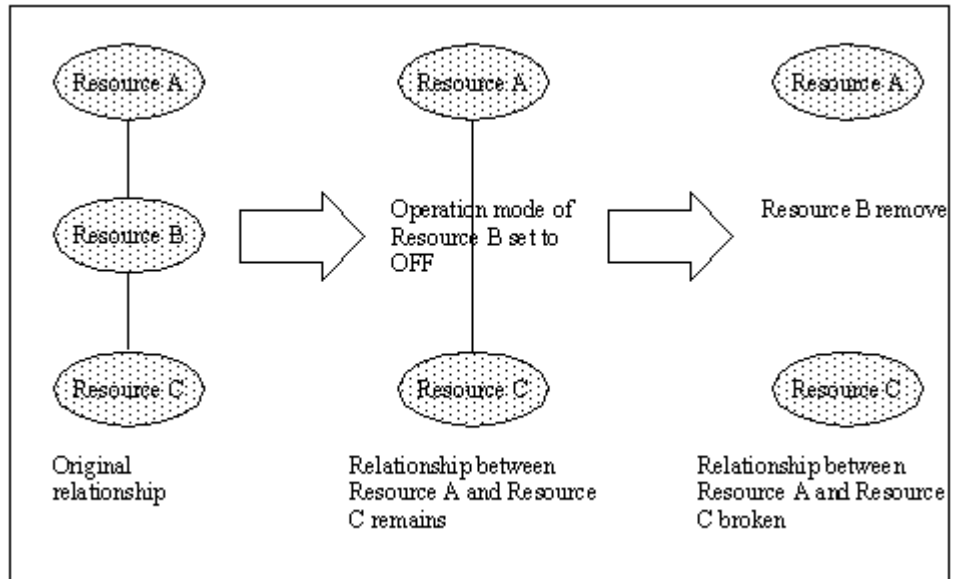 Resource A
Resource B
Resource C
Original
relationship
Resource A
Operation mode of
Resource B set to
OFF
Resource C
Relationship between
Resource A and Resource
C remains
Resource A
Resource B remove
Resource C
Relationship between
Resource A and Resource
C broken